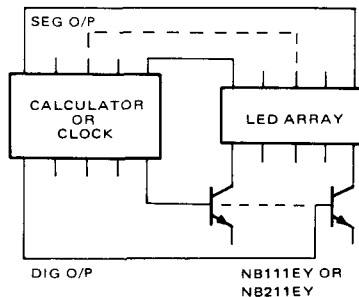 SEG O/P
CALCULATOR
OR
CLOCK
LED ARRAY
DIG O/P
NB111EY OR
NB211EY